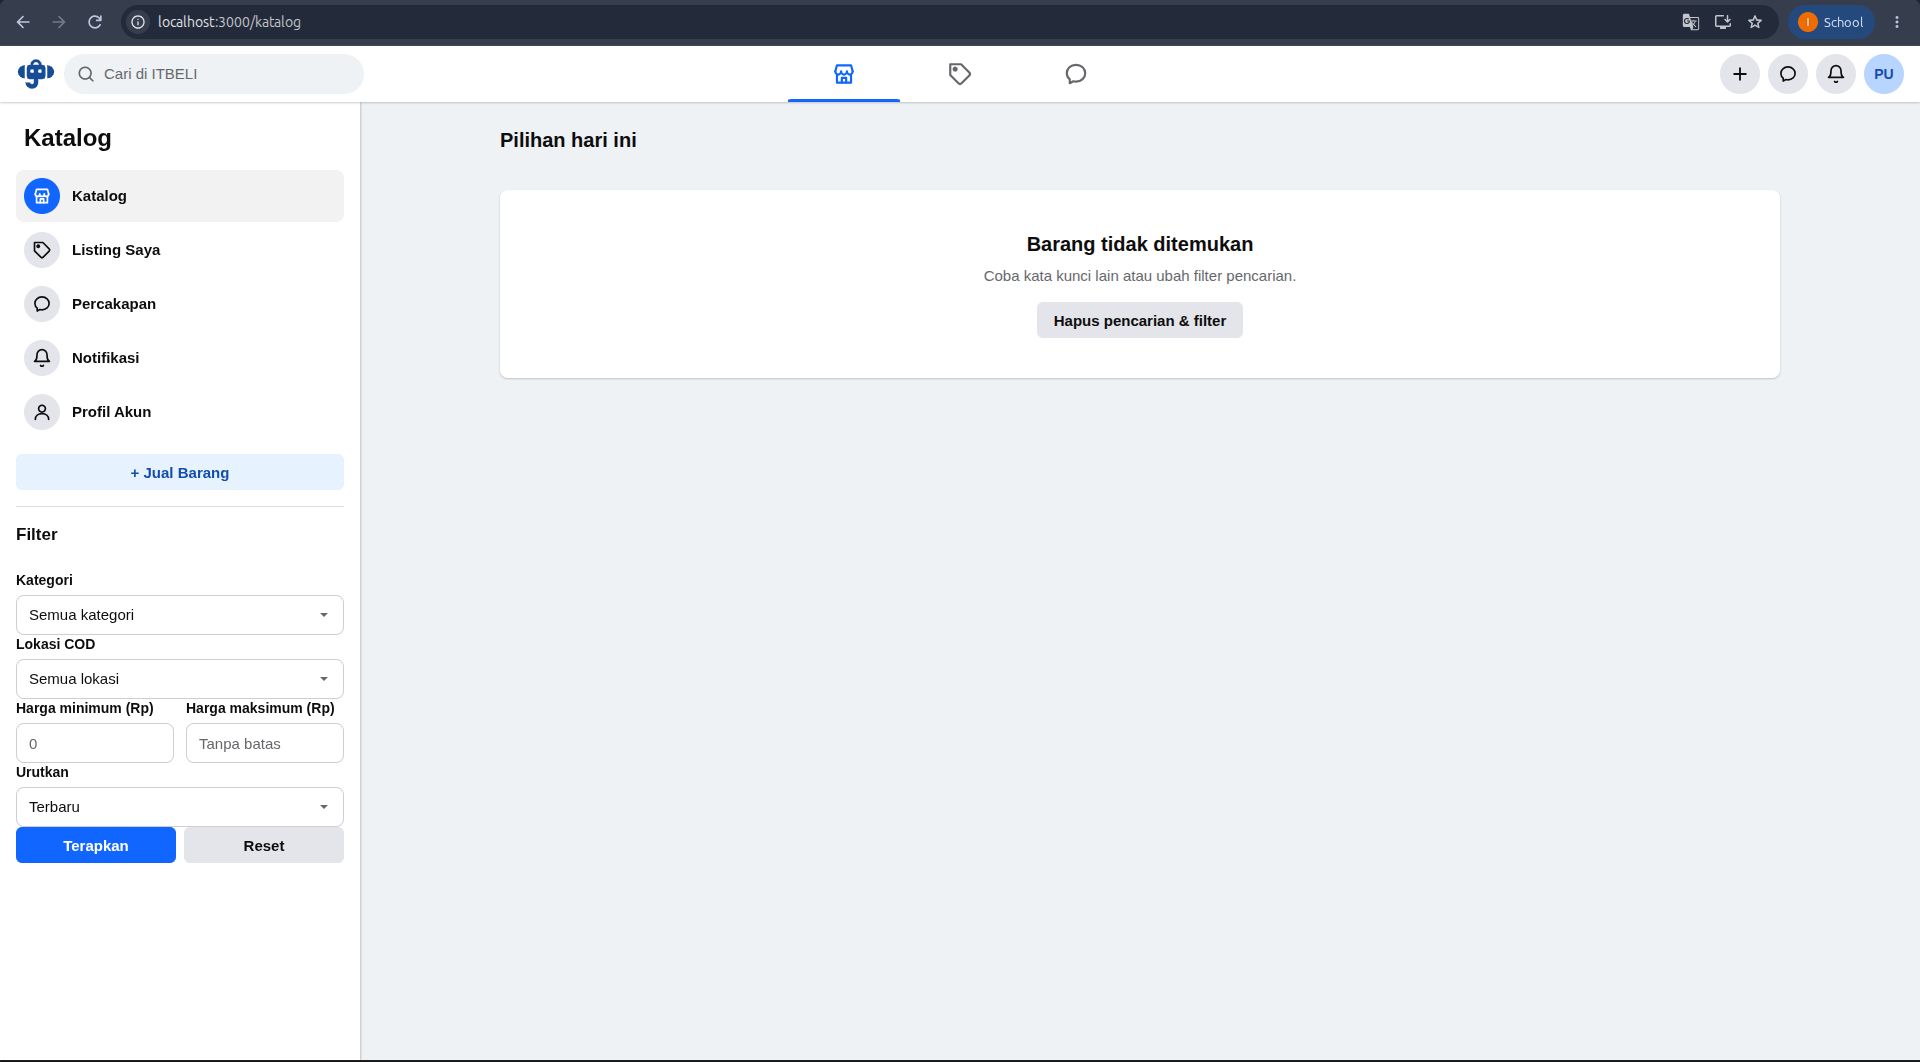 localhost:3000/katalog
I School
Cari di ITBELI
PU
Katalog
Katalog
Listing Saya
Percakapan
Notifikasi
Profil Akun
+ Jual Barang
Filter
Kategori
Semua kategori
Lokasi COD
Semua lokasi
Harga minimum (Rp) Harga maksimum (Rp)
0 Tanpa batas
Urutkan
Terbaru
Terapkan Reset
Pilihan hari ini
Barang tidak ditemukan
Coba kata kunci lain atau ubah filter pencarian.
Hapus pencarian & filter